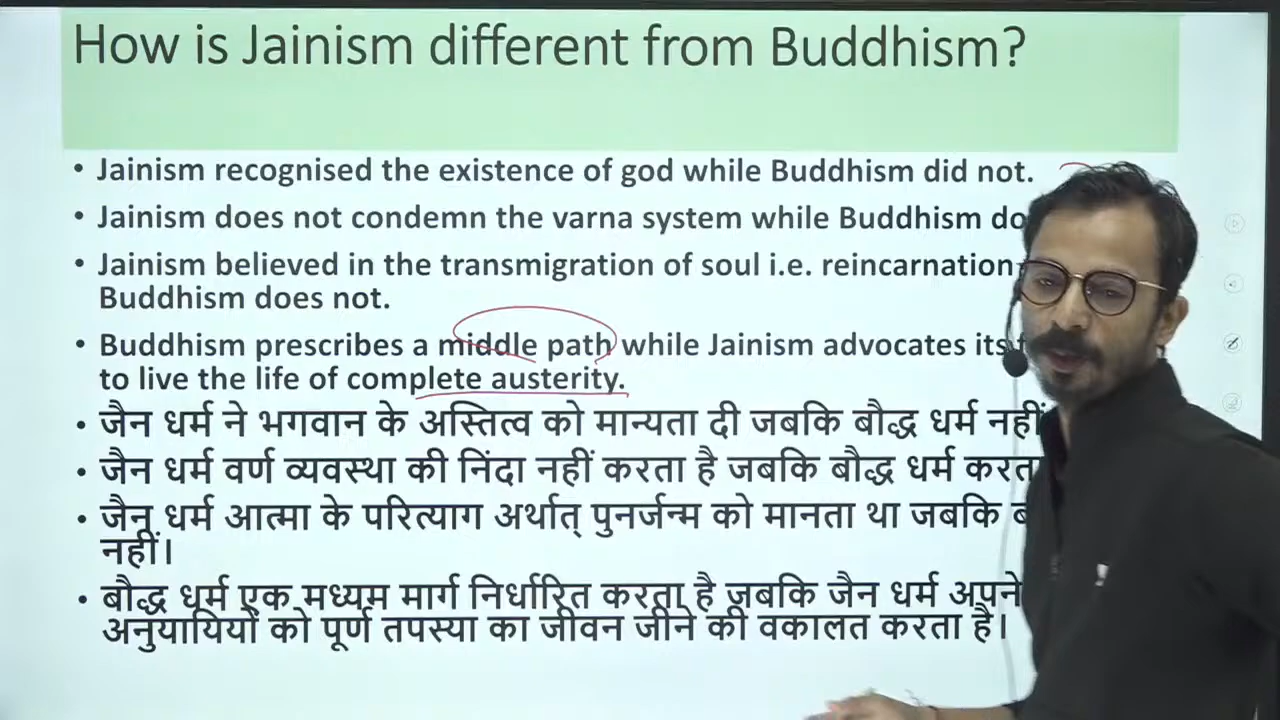 How is Jainism different from Buddhism?
• Jainism recognised the existence of god while Buddhism did not.
• Jainism does not condemn the varna system while Buddhism
• Jainism believed in the transmigration of soul i.e. reincarnation
Buddhism does not.
• Buddhism prescribes a middle path while Jainism advocates its
to live the life of complete austerity.
• जैन धर्म ने भगवान के अस्तित्व को मान्यता दी जबकि बौद्ध धर्म नहीं
• जैन धर्म वर्ण व्यवस्था की निंदा नहीं करता है जबकि बौद्ध धर्म करता
• जैन धर्म आत्मा के परित्याग अर्थात् पुनर्जन्म को मानता था जबकि
नहीं।
• बौद्ध धर्म एक मध्यम मार्ग निर्धारित करता है जबकि जैन धर्म अपने
अनुयायियों को पूर्ण तपस्या का जीवन जीने की वकालत करता है।